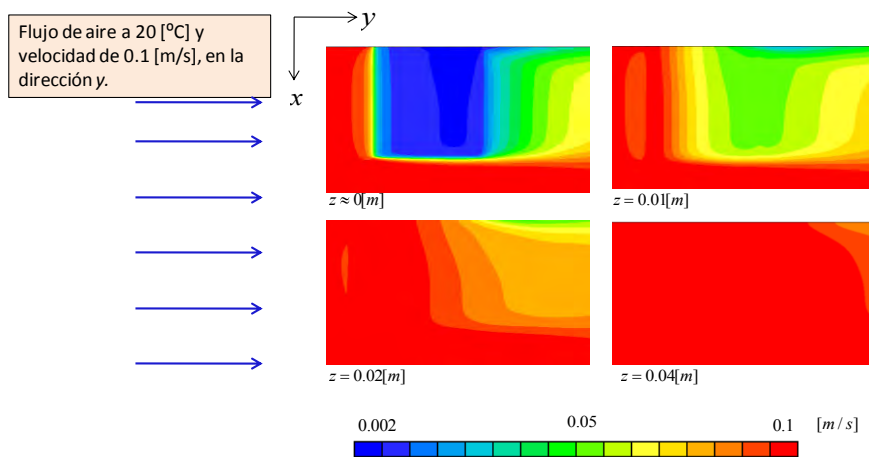 Flujo de aire a 20 [ºC] y
velocidad de 0.1 [m/s], en la
dirección y.
y
x
z ≈ 0[m]
z = 0.01[m]
z = 0.02[m]
z = 0.04[m]
0.002 0.05 0.1 [m / s]